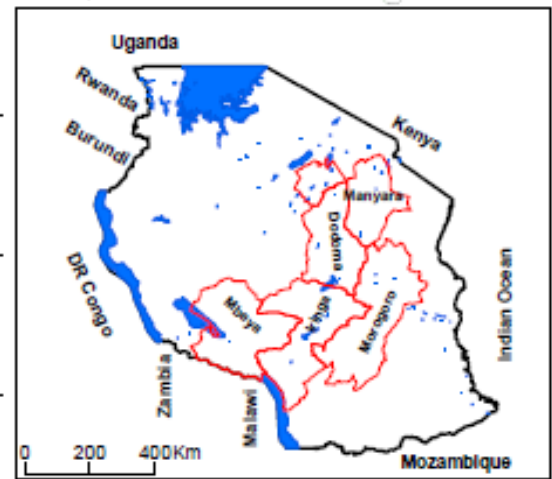 Uganda
Rwanda
Burundi
Kenya
Manyara
Dodoma
DR Congo
Indian Ocean
Mbeya
Iringa
Morogoro
Zambia
Malawi
0 200 400Km
Mozambique